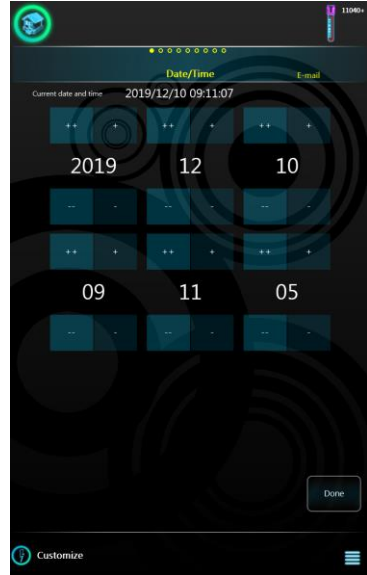 11040+
Date/Time E-mail
Current date and time 2019/12/10 09:11:07
++ + ++ + ++ +
2019 12 10
-- - -- - -- -
++ + ++ + ++ +
09 11 05
-- - -- - -- -
Done
Customize